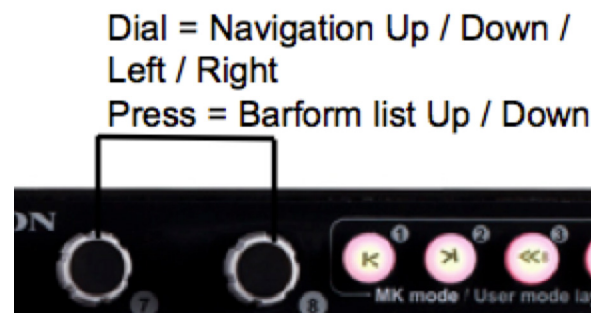 Dial = Navigation Up / Down /
Left / Right
Press = Barform list Up / Down
ON
1 2 3
7 8
MK mode / User mode la